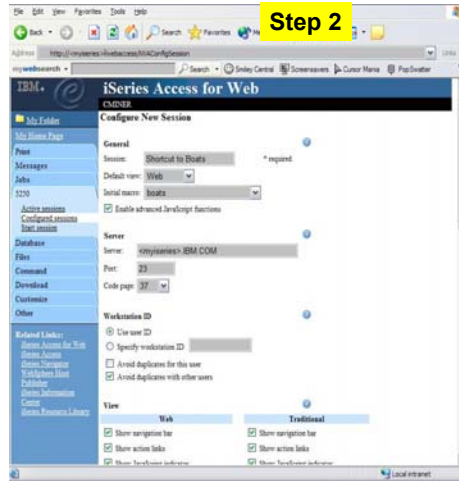 File Edit View Favorites Tools Help
Step 2
Back Search Favorites
Address http://<myiseries>/webaccess/iWAConfigSession Links
mywebsearch Search Smiley Central Screensavers Cursor Mania PopSwatter
IBM. iSeries Access for Web
CMINER
My Folder
My Home Page
Print
Messages
Jobs
5250
Active sessions
Configured sessions
Start session
Database
Files
Command
Download
Customize
Other
Related Links:
iSeries Access for Web
iSeries Access
iSeries Navigator
WebSphere Host
Publisher
iSeries Information
Center
iSeries Resource Library
Configure New Session
General
Session: Shortcut to Boats * required
Default view: Web
Initial macro: boats
Enable advanced JavaScript functions
Server
Server: <myiseries>.IBM.COM
Port: 23
Code page: 37
Workstation ID
Use user ID
Specify workstation ID
Avoid duplicates for this user
Avoid duplicates with other users
View
Web Traditional
Show navigation bar Show navigation bar
Show action links Show action links
Show JavaScript indicator Show JavaScript indicator
Local intranet